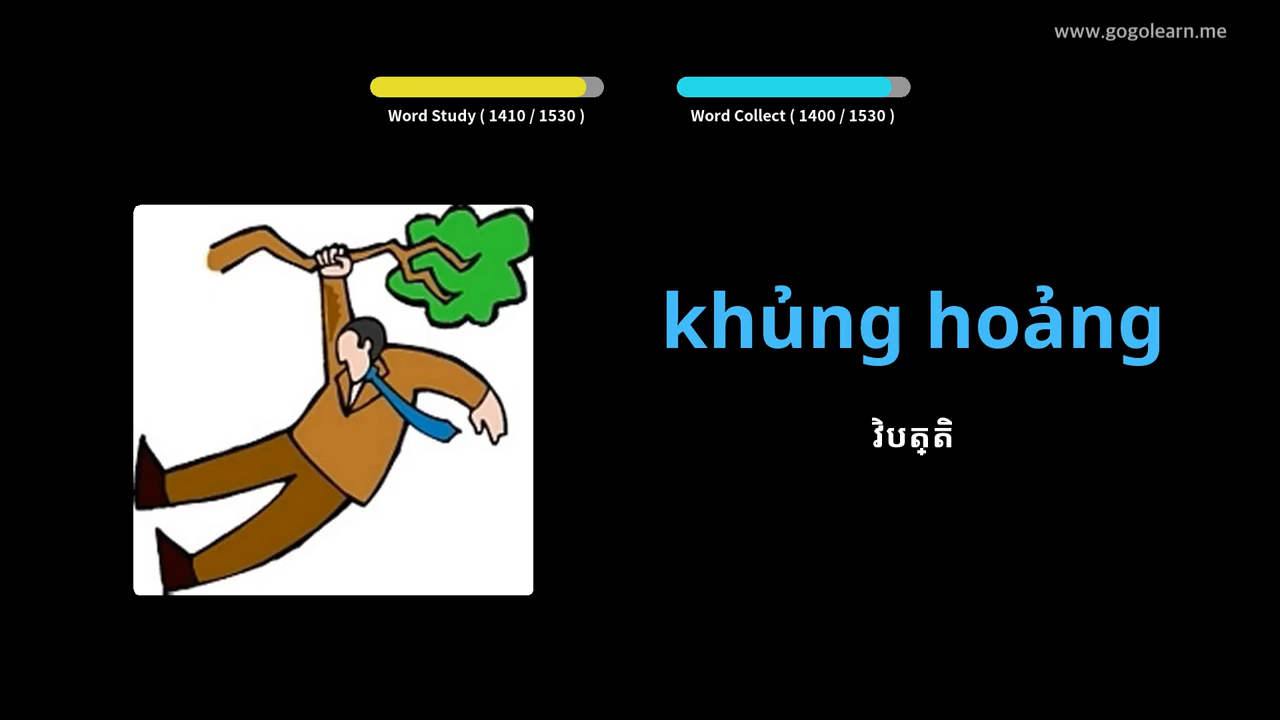 www.gogolearn.me
Word Study ( 1410 / 1530 )
Word Collect ( 1400 / 1530 )
khủng hoảng
វិបត្តិ